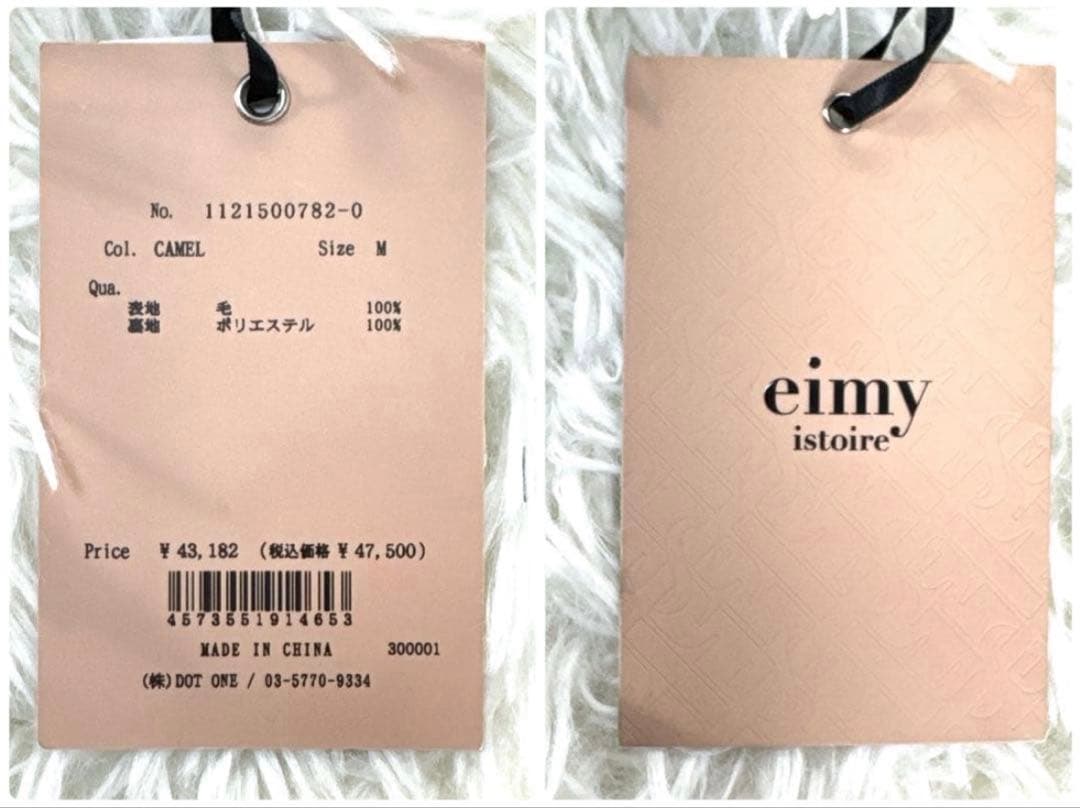 No. 1121500782-0
Col. CAMEL Size M
Qua.
表地 毛 100%
裏地 ポリエステル 100%
Price ¥ 43,182 (税込価格 ¥ 47,500)
4573551914653
MADE IN CHINA 300001
(株)DOT ONE / 03-5770-9334
eimy
istoire